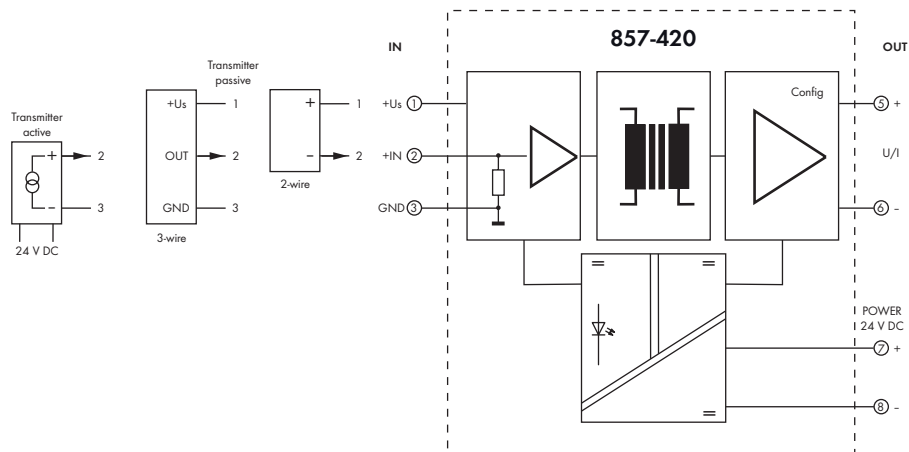 857-420
IN
OUT
Transmitter
passive
Transmitter
active
+
2
−
3
24 V DC
+Us
1
OUT
2
GND
3
3-wire
+
1
−
2
2-wire
+Us ①
+IN ②
GND ③
Config
⑤ +
U/I
⑥ -
=
=
=
POWER
24 V DC
⑦ +
⑧ -